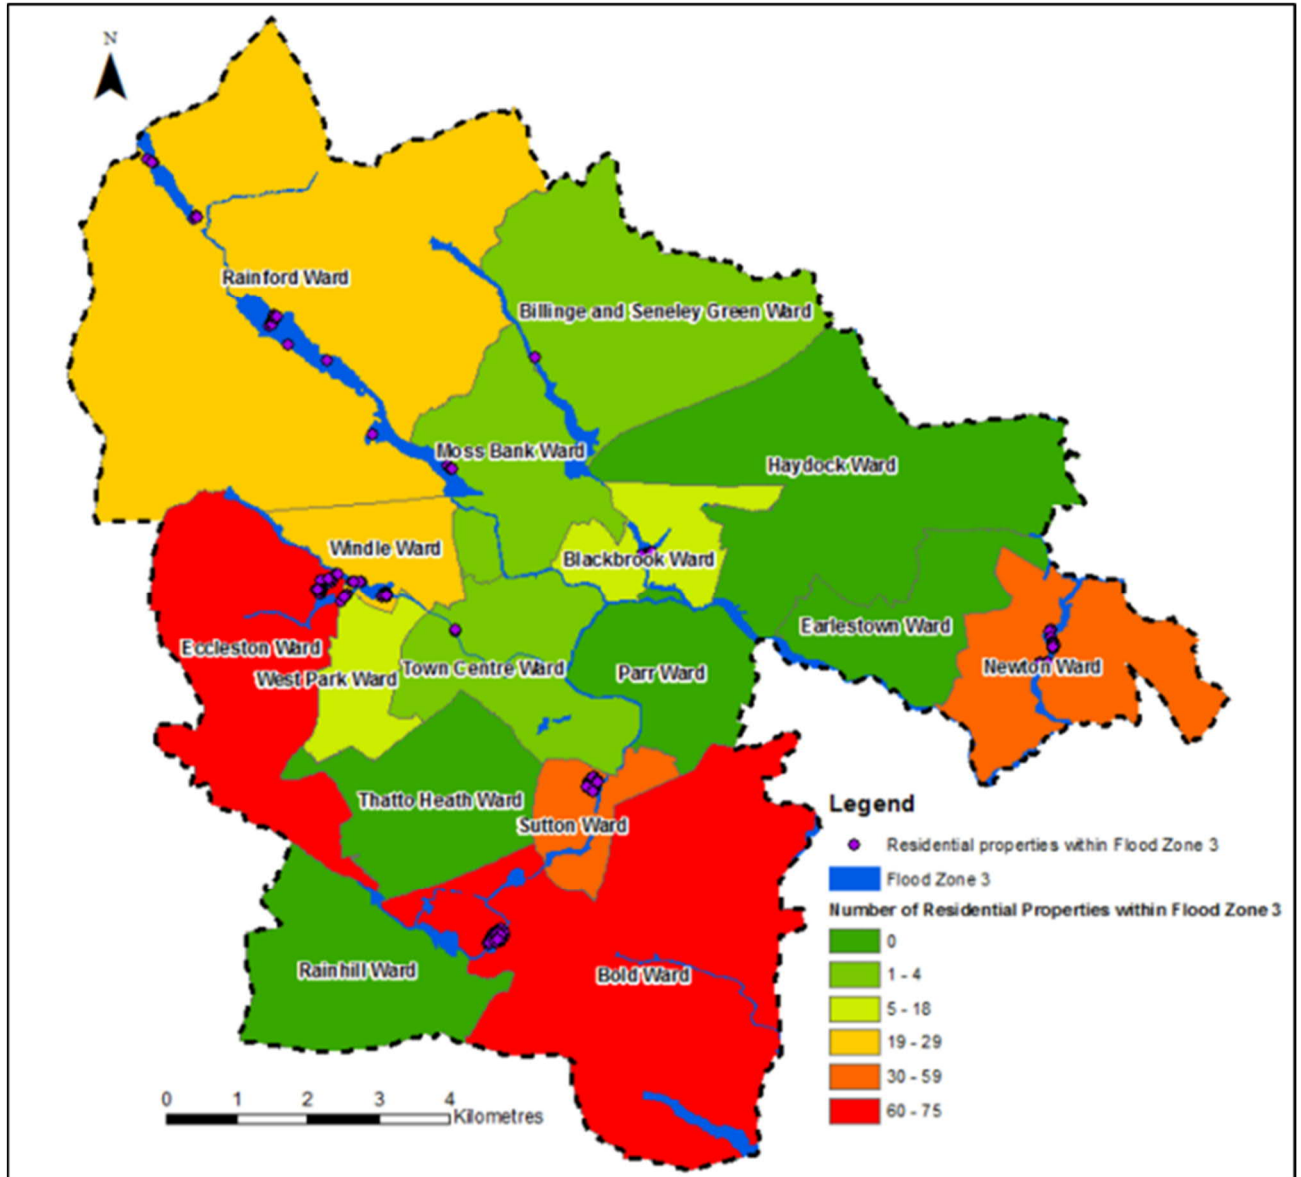 N
Rainford Ward
Billinge and Seneley Green Ward
Moss Bank Ward
Haydock Ward
Windle Ward
Blackbrook Ward
Earlestown Ward
Eccleston Ward
Town Centre Ward
Parr Ward
Newton Ward
West Park Ward
Thatto Heath Ward
Sutton Ward
Rainhill Ward
Bold Ward
Legend
Residential properties within Flood Zone 3
Flood Zone 3
Number of Residential Properties within Flood Zone 3
0
1 - 4
5 - 18
19 - 29
30 - 59
60 - 75
0 1 2 3 4
Kilometres